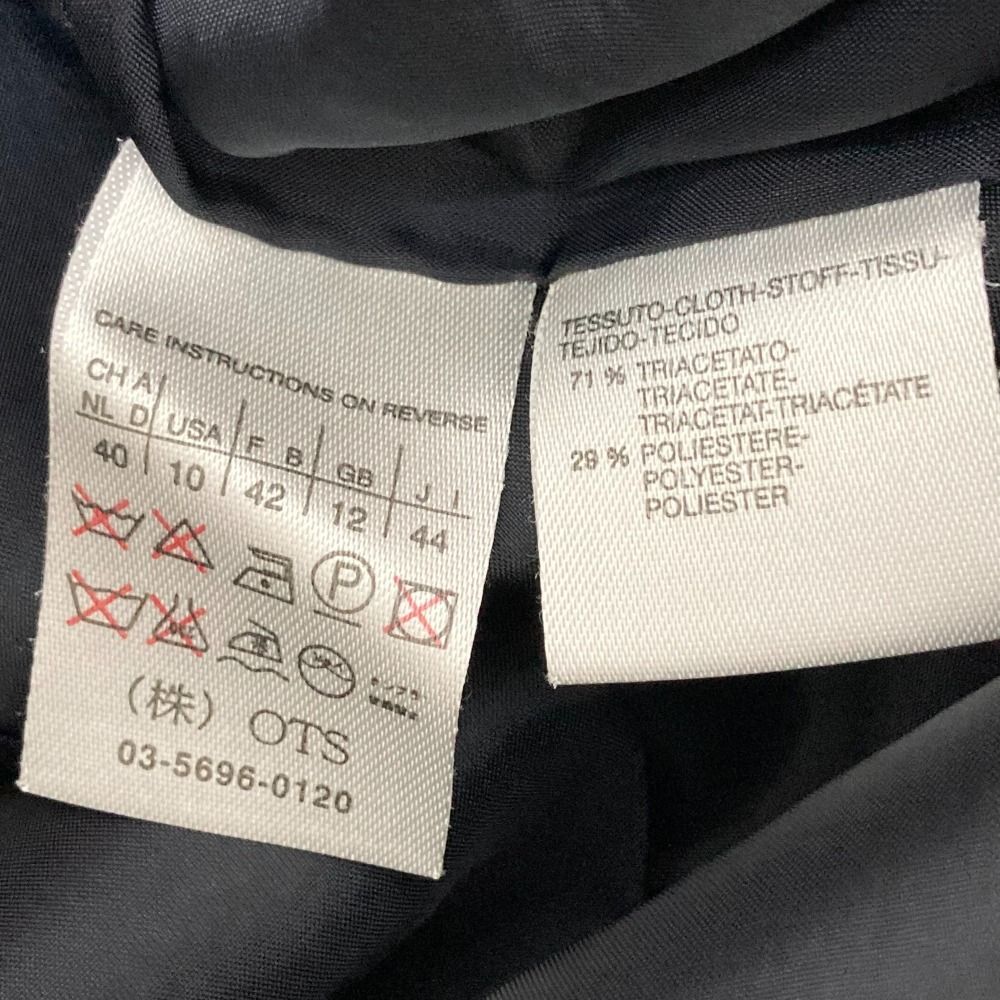 CARE INSTRUCTIONS ON REVERSE
CH A
NL D USA F B GB J I
40 10 42 12 44
P
(株) OTS
03-5696-0120
TESSUTO-CLOTH-STOFF-TISSU-
TEJIDO-TECIDO
71 % TRIACETATO-
TRIACETATE-
TRIACETAT-TRIACÉTATE
29 % POLIESTERE-
POLYESTER-
POLIESTER